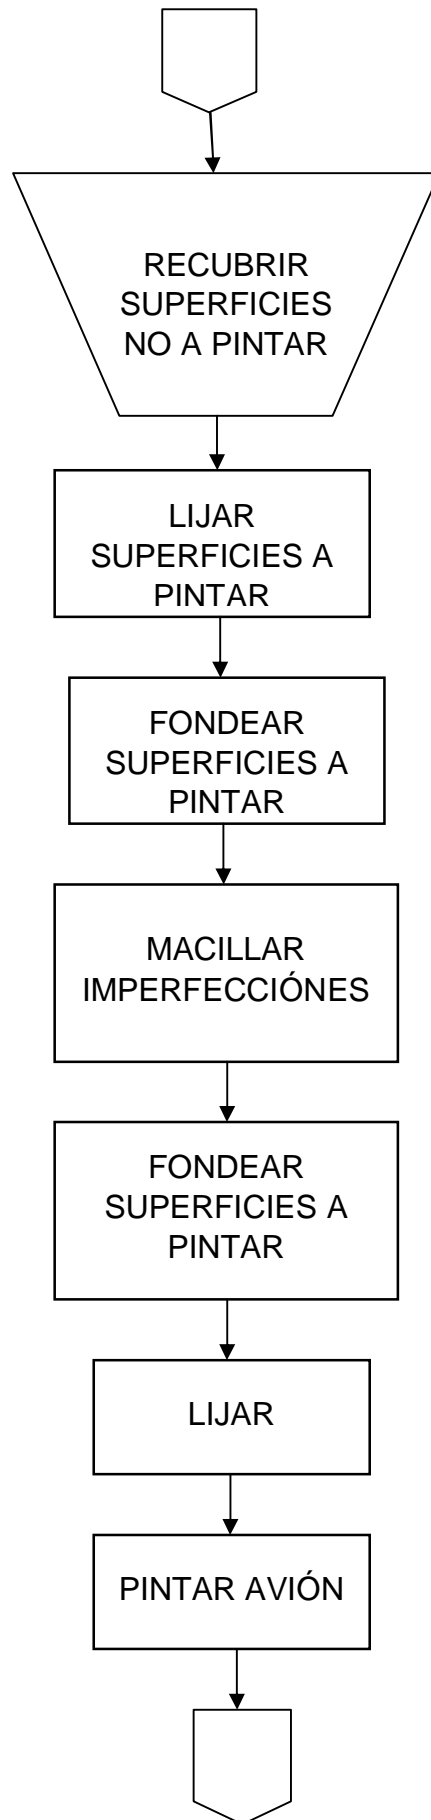 RECUBRIR
SUPERFICIES
NO A PINTAR
LIJAR
SUPERFICIES A
PINTAR
FONDEAR
SUPERFICIES A
PINTAR
MACILLAR
IMPERFECCIÓNES
FONDEAR
SUPERFICIES A
PINTAR
LIJAR
PINTAR AVIÓN